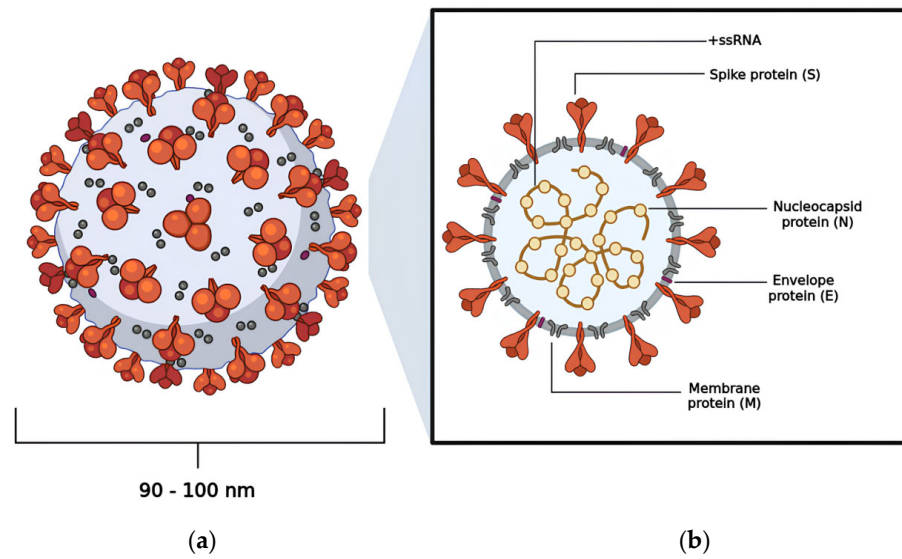 +ssRNA
Spike protein (S)
Nucleocapsid
protein (N)
Envelope
protein (E)
Membrane
protein (M)
90 - 100 nm
(a)
(b)